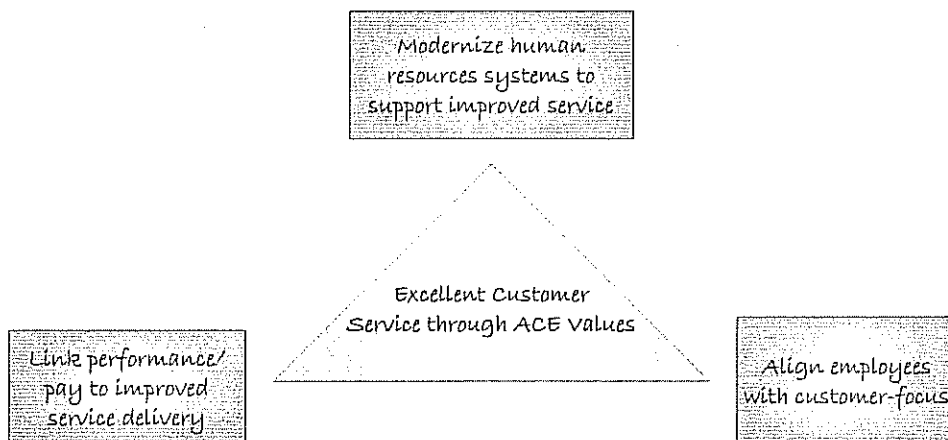 Modernize human
resources systems to
support improved service
Excellent Customer
Service through ACE Values
Link performance/
pay to improved
service delivery
Align employees
with customer-focus